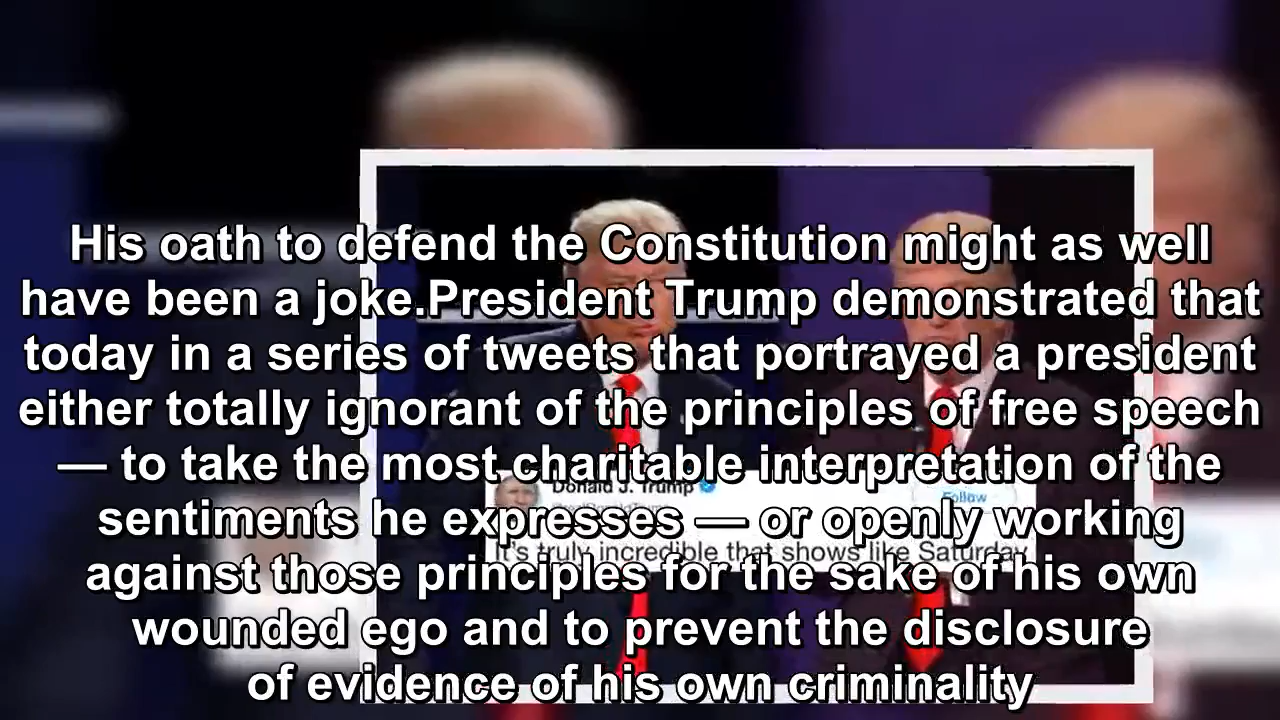 His oath to defend the Constitution might as well
have been a joke.President Trump demonstrated that
today in a series of tweets that portrayed a president
either totally ignorant of the principles of free speech
— to take the most charitable interpretation of the
Donald J. Trump
Follow
sentiments he expresses — or openly working
It's truly incredible that shows like Saturday
against those principles for the sake of his own
wounded ego and to prevent the disclosure
of evidence of his own criminality